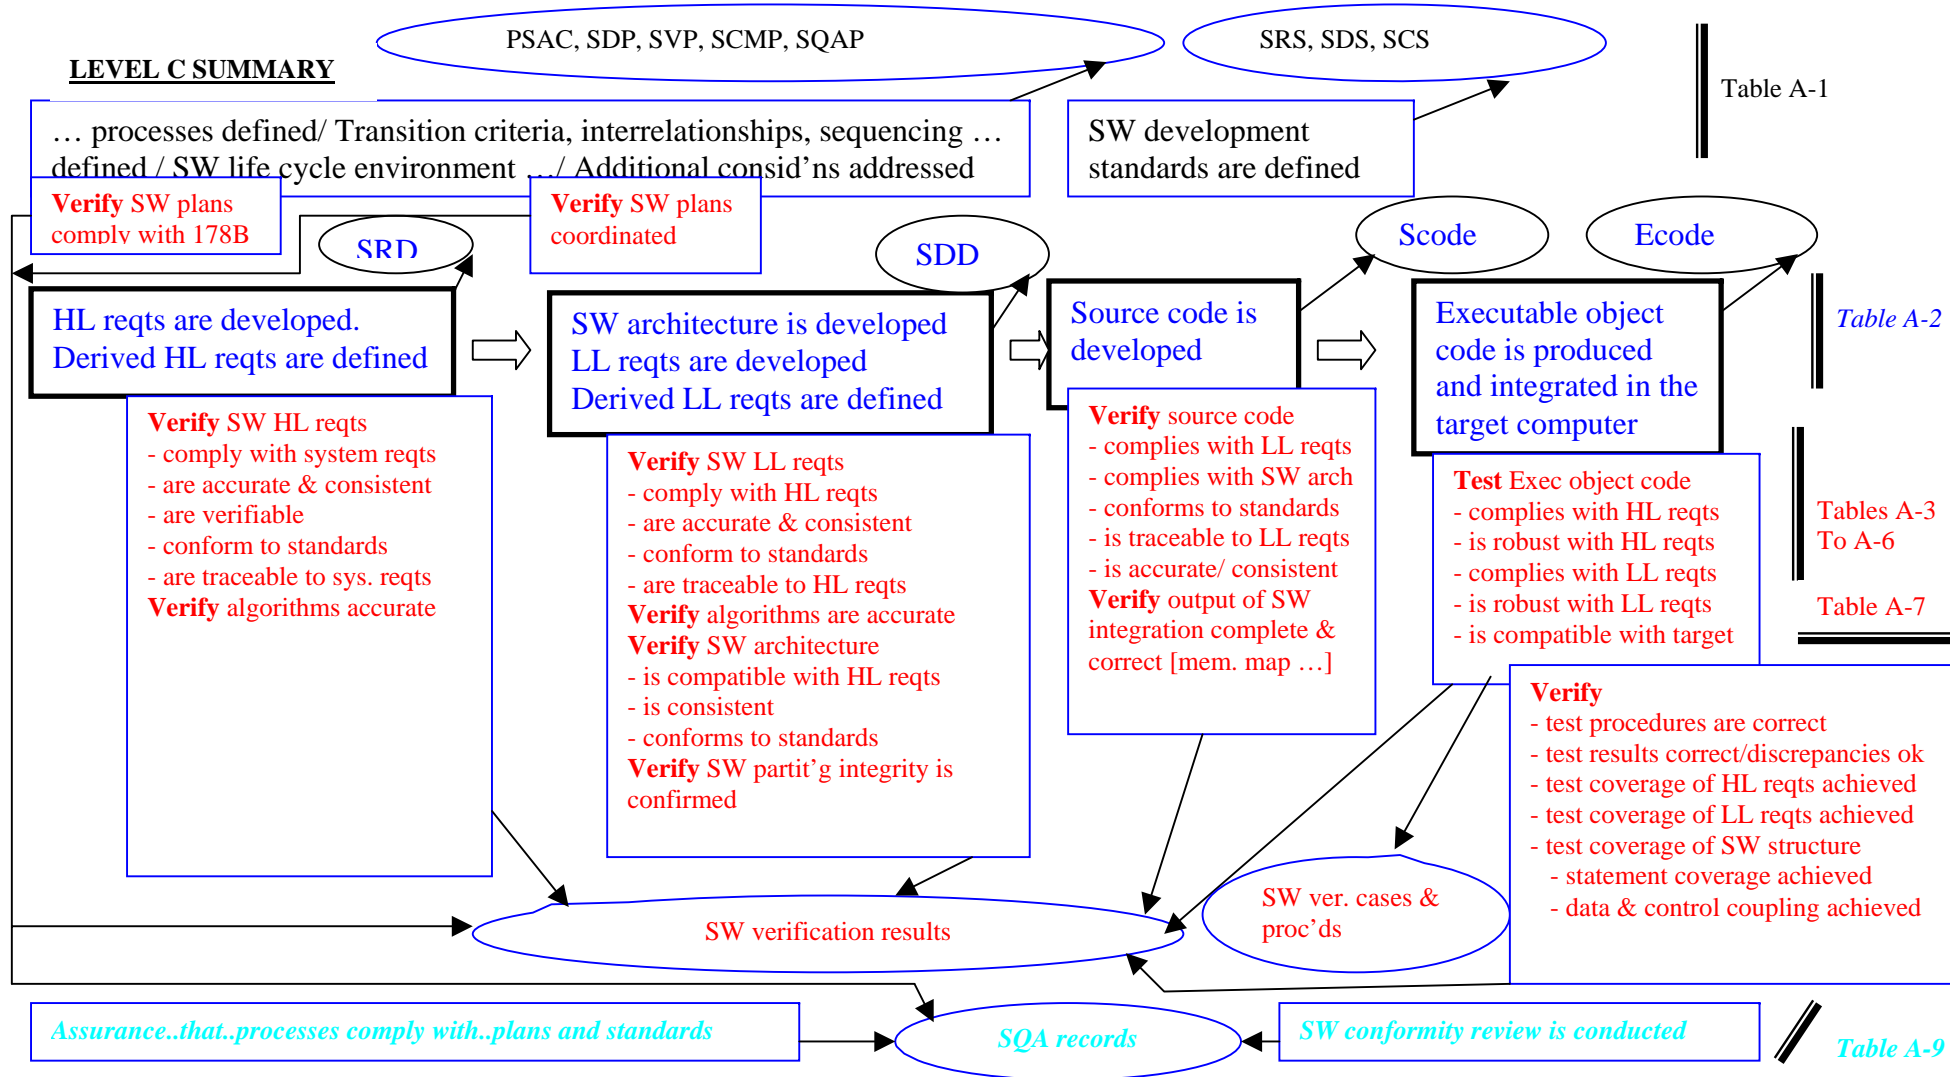 PSAC, SDP, SVP, SCMP, SQAP
SRS, SDS, SCS
LEVEL C SUMMARY
Table A-1
… processes defined/ Transition criteria, interrelationships, sequencing …
defined / SW life cycle environment …/ Additional consid'ns addressed
SW development
standards are defined
Verify SW plans
comply with 178B
Verify SW plans
coordinated
SRD
SDD
Scode
Ecode
HL reqts are developed.
Derived HL reqts are defined
SW architecture is developed
LL reqts are developed
Derived LL reqts are defined
Source code is
developed
Executable object
code is produced
and integrated in the
target computer
Table A-2
Verify SW HL reqts
- comply with system reqts
- are accurate & consistent
- are verifiable
- conform to standards
- are traceable to sys. reqts
Verify algorithms accurate
Verify SW LL reqts
- comply with HL reqts
- are accurate & consistent
- conform to standards
- are traceable to HL reqts
Verify algorithms are accurate
Verify SW architecture
- is compatible with HL reqts
- is consistent
- conforms to standards
Verify SW partit'g integrity is
confirmed
Verify source code
- complies with LL reqts
- complies with SW arch
- conforms to standards
- is traceable to LL reqts
- is accurate/ consistent
Verify output of SW
integration complete &
correct [mem. map …]
Test Exec object code
- complies with HL reqts
- is robust with HL reqts
- complies with LL reqts
- is robust with LL reqts
- is compatible with target
Tables A-3
To A-6
Table A-7
Verify
- test procedures are correct
- test results correct/discrepancies ok
- test coverage of HL reqts achieved
- test coverage of LL reqts achieved
- test coverage of SW structure
- statement coverage achieved
- data & control coupling achieved
SW ver. cases &
proc'ds
SW verification results
Assurance..that..processes comply with..plans and standards
SQA records
SW conformity review is conducted
Table A-9